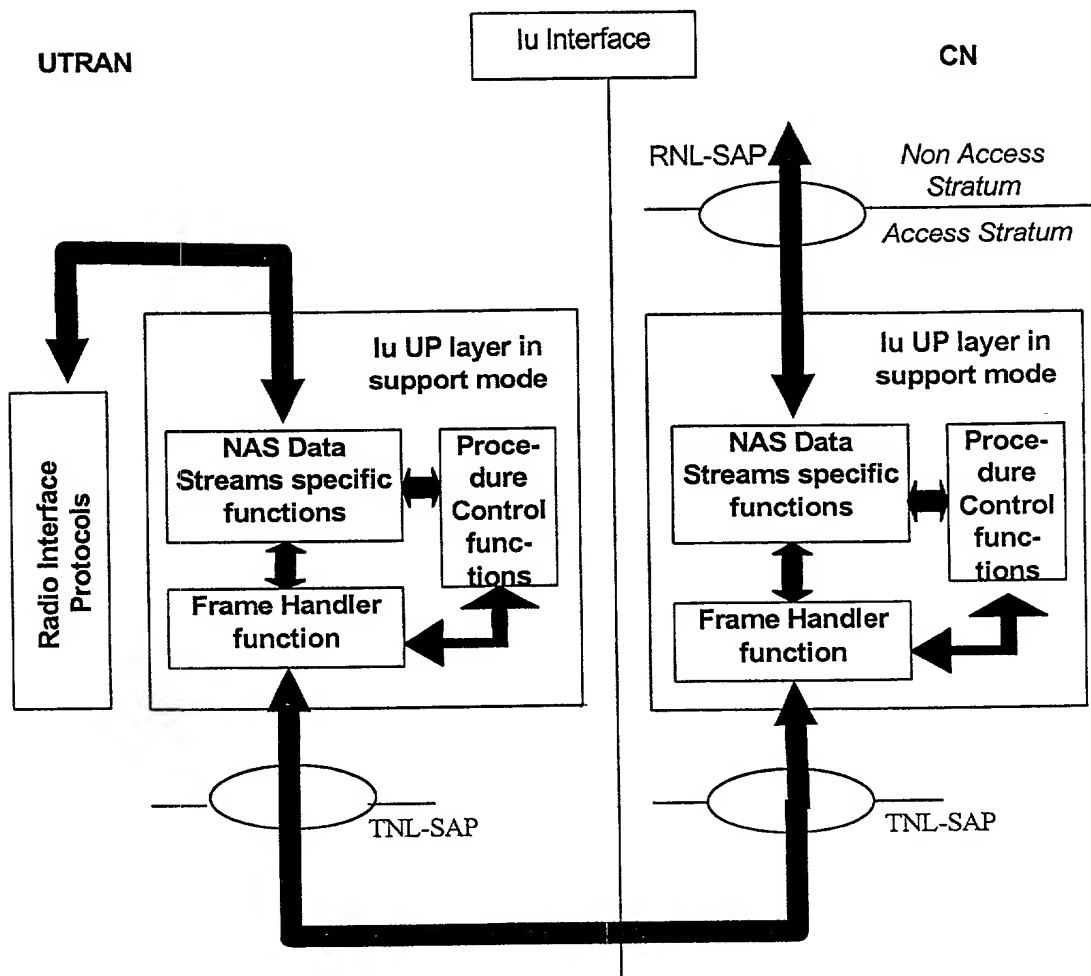 Iu Interface
UTRAN
CN
RNL-SAP
Non Access
Stratum
Access Stratum
Iu UP layer in
support mode
NAS Data
Streams specific
functions
Proce-
dure
Control
func-
tions
Frame Handler
function
Radio Interface
Protocols
TNL-SAP
Iu UP layer in
support mode
NAS Data
Streams specific
functions
Proce-
dure
Control
func-
tions
Frame Handler
function
TNL-SAP